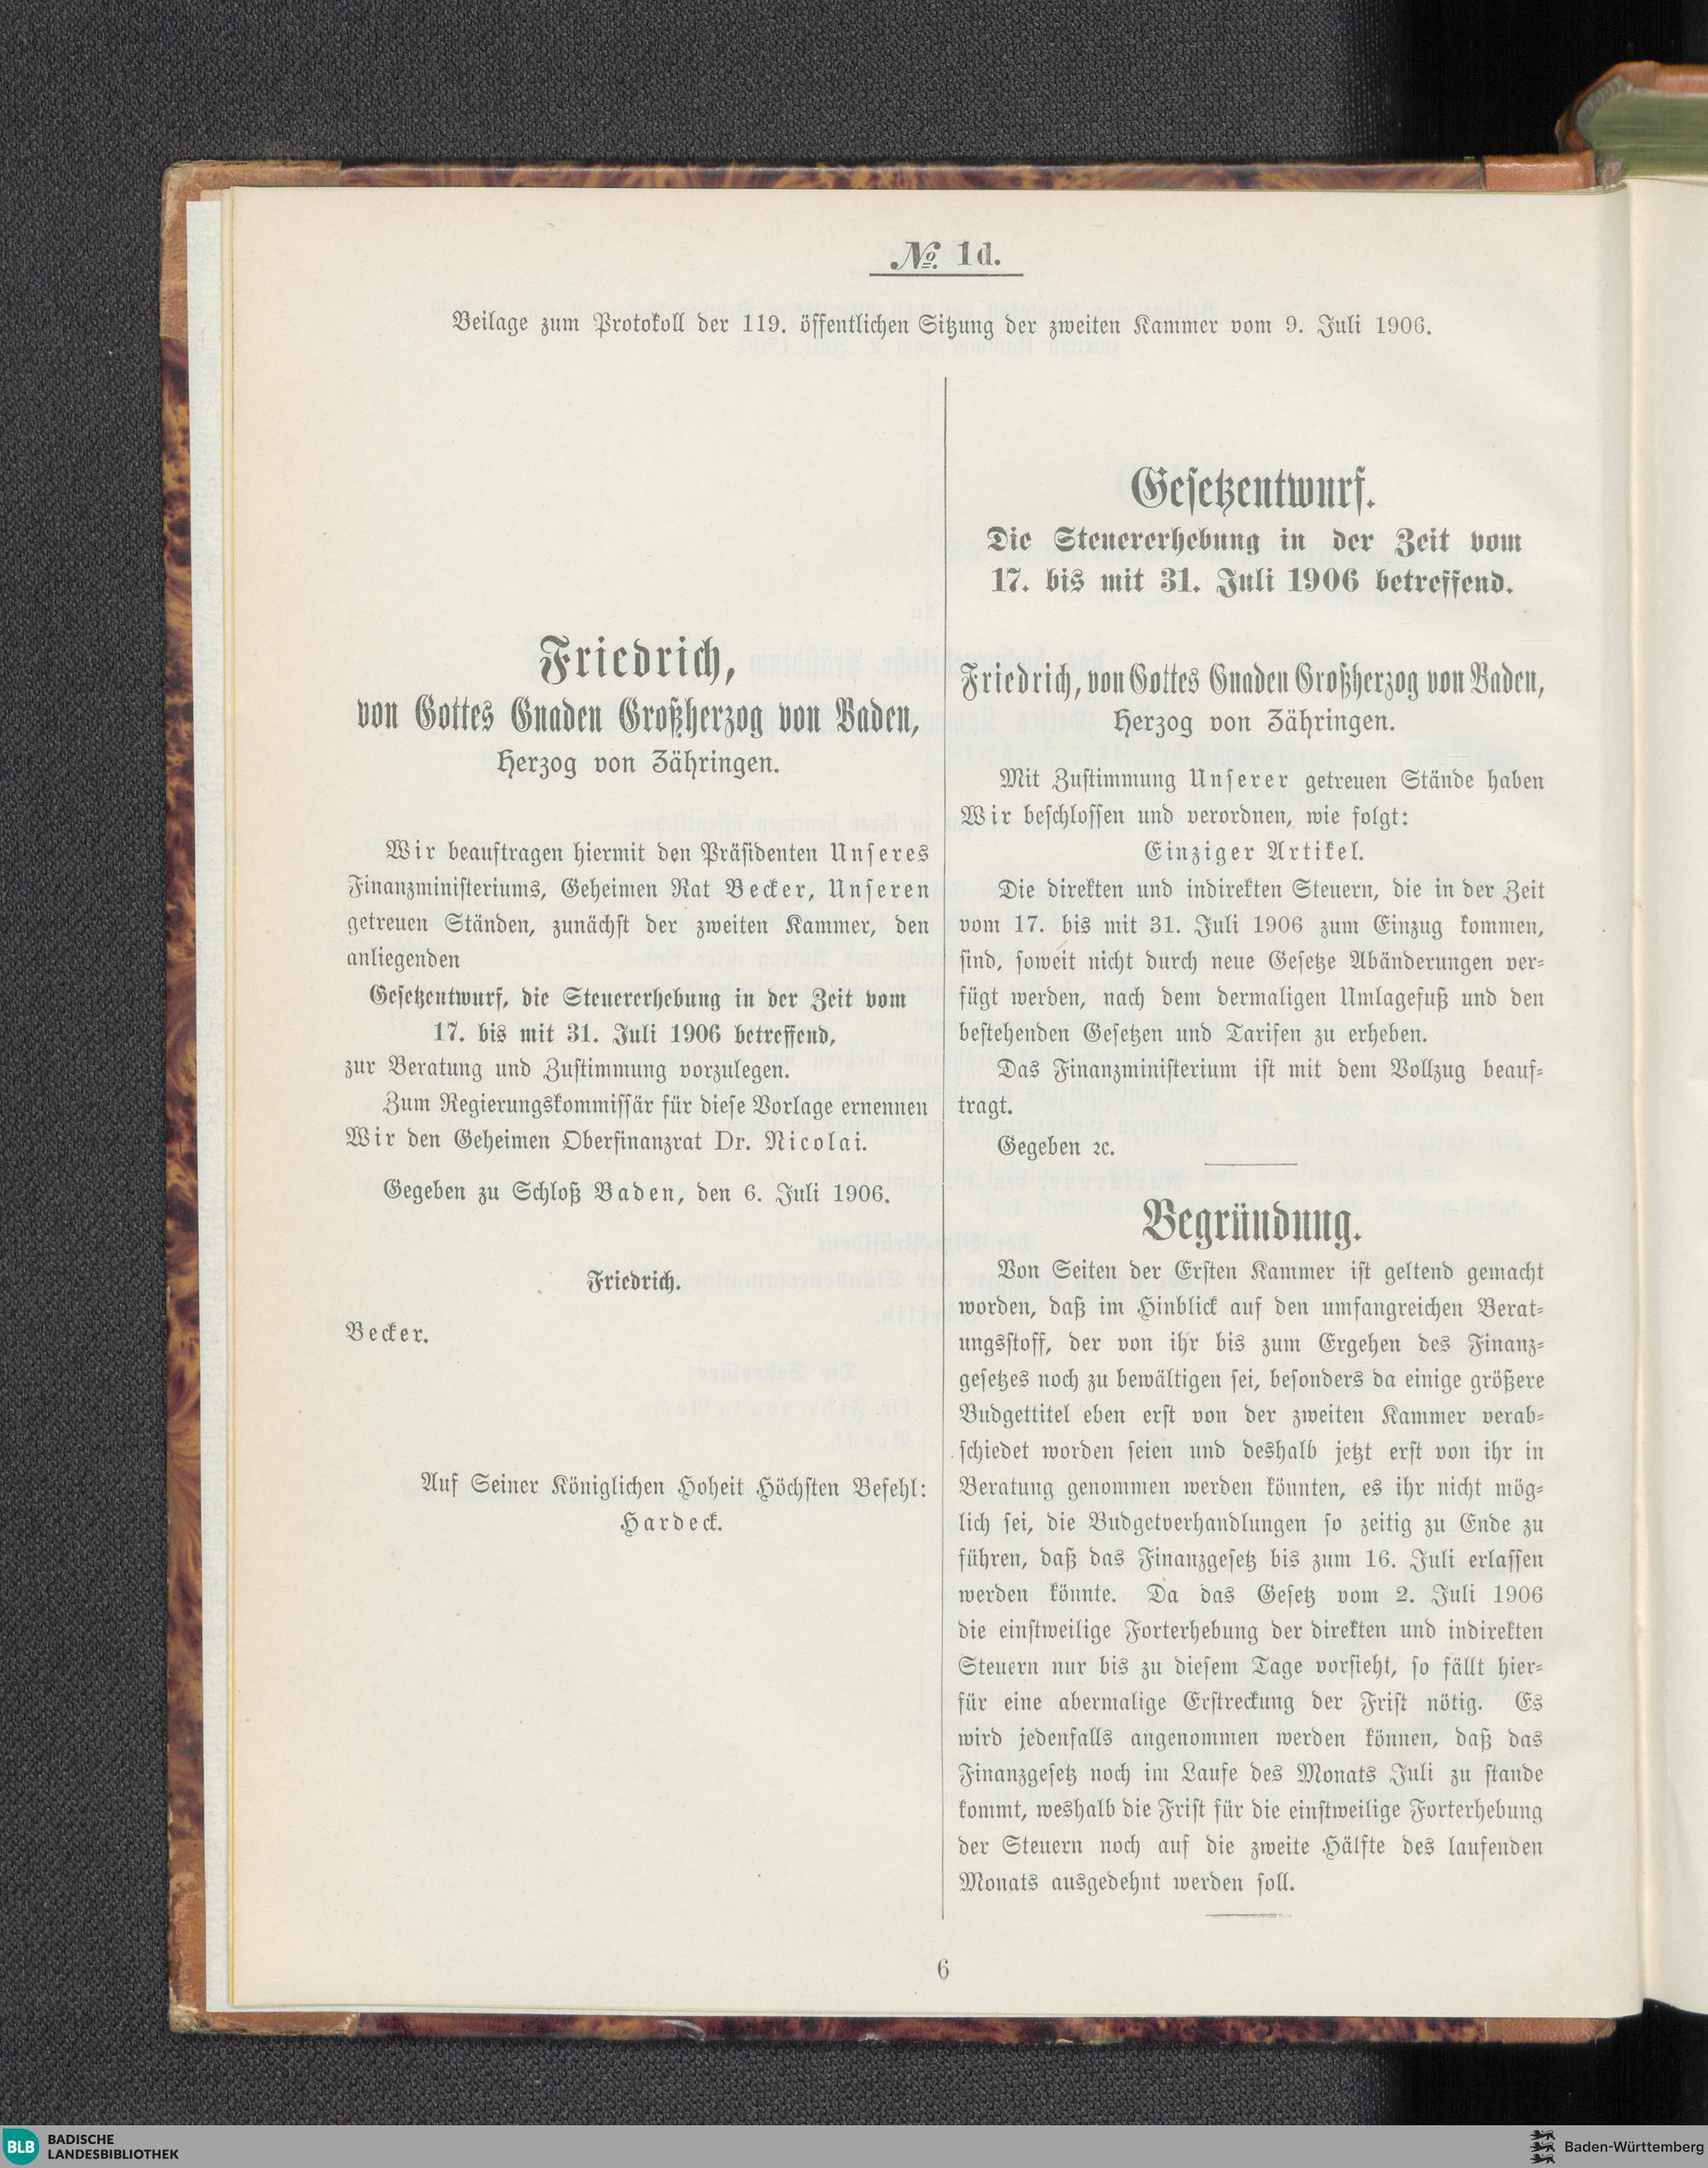 № 1d.
Beilage zum Protokoll der 119. öffentlichen Sitzung der zweiten Kammer vom 9. Juli 1906.
Friedrich,
von Gottes Gnaden Großherzog von Baden,
Herzog von Zähringen.
Wir beauftragen hiermit den Präsidenten Unseres
Finanzministeriums, Geheimen Rat Becker, Unseren
getreuen Ständen, zunächst der zweiten Kammer, den
anliegenden
Gesetzentwurf, die Steuererhebung in der Zeit vom
17. bis mit 31. Juli 1906 betreffend,
zur Beratung und Zustimmung vorzulegen.
Zum Regierungskommissär für diese Vorlage ernennen
Wir den Geheimen Oberfinanzrat Dr. Nicolai.
Gegeben zu Schloß Baden, den 6. Juli 1906.
Friedrich.
Becker.
Auf Seiner Königlichen Hoheit Höchsten Befehl:
Hardeck.
Gesetzentwurf.
Die Steuererhebung in der Zeit vom
17. bis mit 31. Juli 1906 betreffend.
Friedrich, von Gottes Gnaden Großherzog von Baden,
Herzog von Zähringen.
Mit Zustimmung Unserer getreuen Stände haben
Wir beschlossen und verordnen, wie folgt:
Einziger Artikel.
Die direkten und indirekten Steuern, die in der Zeit
vom 17. bis mit 31. Juli 1906 zum Einzug kommen,
sind, soweit nicht durch neue Gesetze Abänderungen ver-
fügt werden, nach dem dermaligen Umlagefuß und den
bestehenden Gesetzen und Tarifen zu erheben.
Das Finanzministerium ist mit dem Vollzug beauf-
tragt.
Gegeben ꝛc.
Begründung.
Von Seiten der Ersten Kammer ist geltend gemacht
worden, daß im Hinblick auf den umfangreichen Berat-
ungsstoff, der von ihr bis zum Ergehen des Finanz-
gesetzes noch zu bewältigen sei, besonders da einige größere
Budgettitel eben erst von der zweiten Kammer verab-
schiedet worden seien und deshalb jetzt erst von ihr in
Beratung genommen werden könnten, es ihr nicht mög-
lich sei, die Budgetverhandlungen so zeitig zu Ende zu
führen, daß das Finanzgesetz bis zum 16. Juli erlassen
werden könnte. Da das Gesetz vom 2. Juli 1906
die einstweilige Forterhebung der direkten und indirekten
Steuern nur bis zu diesem Tage vorsieht, so fällt hier-
für eine abermalige Erstreckung der Frist nötig. Es
wird jedenfalls angenommen werden können, daß das
Finanzgesetz noch im Laufe des Monats Juli zu stande
kommt, weshalb die Frist für die einstweilige Forterhebung
der Steuern noch auf die zweite Hälfte des laufenden
Monats ausgedehnt werden soll.
6
BLB BADISCHE
LANDESBIBLIOTHEK
Baden-Württemberg